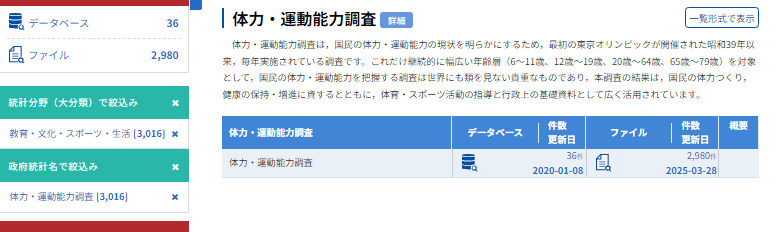 データベース 36
ファイル 2,980
統計分野（大分類）で絞込み ✖
教育・文化・スポーツ・生活 [3,016] ✖
政府統計名で絞込み ✖
体力・運動能力調査 [3,016] ✖
体力・運動能力調査 詳細
一覧形式で表示
体力・運動能力調査は，国民の体力・運動能力の現状を明らかにするため，最初の東京オリンピックが開催された昭和39年以
来，毎年実施されている調査です。これだけ継続的に幅広い年齢層（6～11歳、12歳～19歳、20歳～64歳、65歳～79歳）を対象
として，国民の体力・運動能力を把握する調査は世界にも類を見ない貴重なものであり，本調査の結果は，国民の体力つくり，
健康の保持・増進に資するとともに，体育・スポーツ活動の指導と行政上の基礎資料として広く活用されています。
体力・運動能力調査 データベース 件数 ファイル 件数 概要
更新日 更新日
体力・運動能力調査 36件 2,980件
2020-01-08 2025-03-28